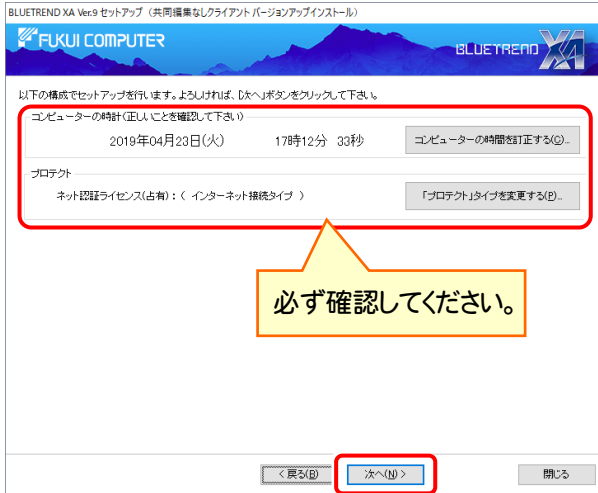 BLUETREND XA Ver.9 セットアップ（共同編集なしクライアント バージョンアップインストール）
FUKUI COMPUTER
BLUETREND XA
以下の構成でセットアップを行います。よろしければ、[次へ]ボタンをクリックして下さい。
コンピューターの時計(正しいことを確認して下さい)
2019年04月23日(火) 17時12分 33秒 コンピューターの時間を訂正する(C)...
プロテクト
ネット認証ライセンス(占有)：( インターネット接続タイプ ) 「プロテクト」タイプを変更する(P)...
必ず確認してください。
< 戻る(B) 次へ(N) > 閉じる